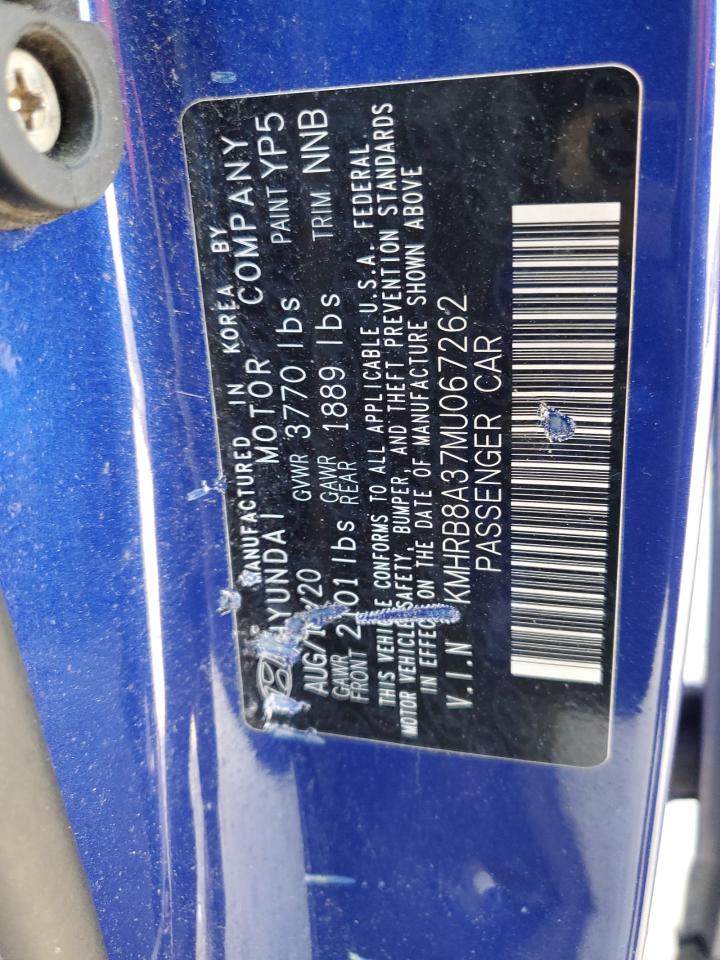 MANUFACTURED IN KOREA BY
HYUNDAI MOTOR COMPANY
GVWR 3770 lbs PAINT YP5
GAWR FRONT GAWR REAR 1889 lbs TRIM NNB
THIS VEHICLE CONFORMS TO ALL APPLICABLE U.S.A. FEDERAL
MOTOR VEHICLE SAFETY, BUMPER, AND THEFT PREVENTION STANDARDS
IN EFFECT ON THE DATE OF MANUFACTURE SHOWN ABOVE
V.I.N KMHRB8A37MU067262
PASSENGER CAR